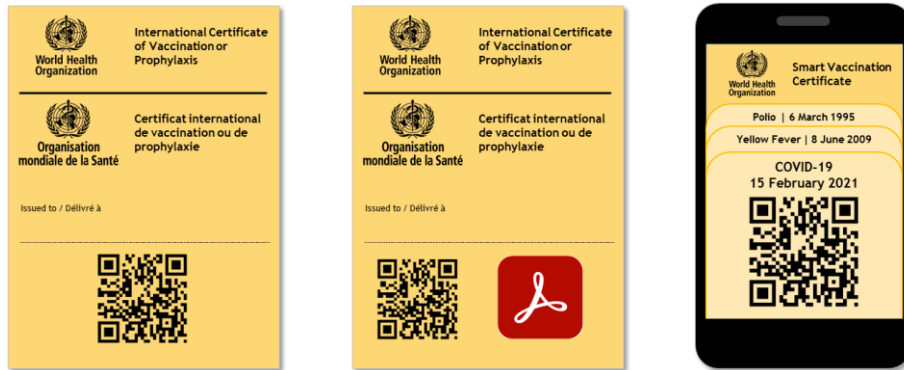 World Health
Organization
International Certificate
of Vaccination or
Prophylaxis
Organisation
mondiale de la Santé
Certificat international
de vaccination ou de
prophylaxie
Issued to / Délivré à
World Health
Organization
International Certificate
of Vaccination or
Prophylaxis
Organisation
mondiale de la Santé
Certificat international
de vaccination ou de
prophylaxie
Issued to / Délivré à
World Health
Organization
Smart Vaccination
Certificate
Polio | 6 March 1995
Yellow Fever | 8 June 2009
COVID-19
15 February 2021